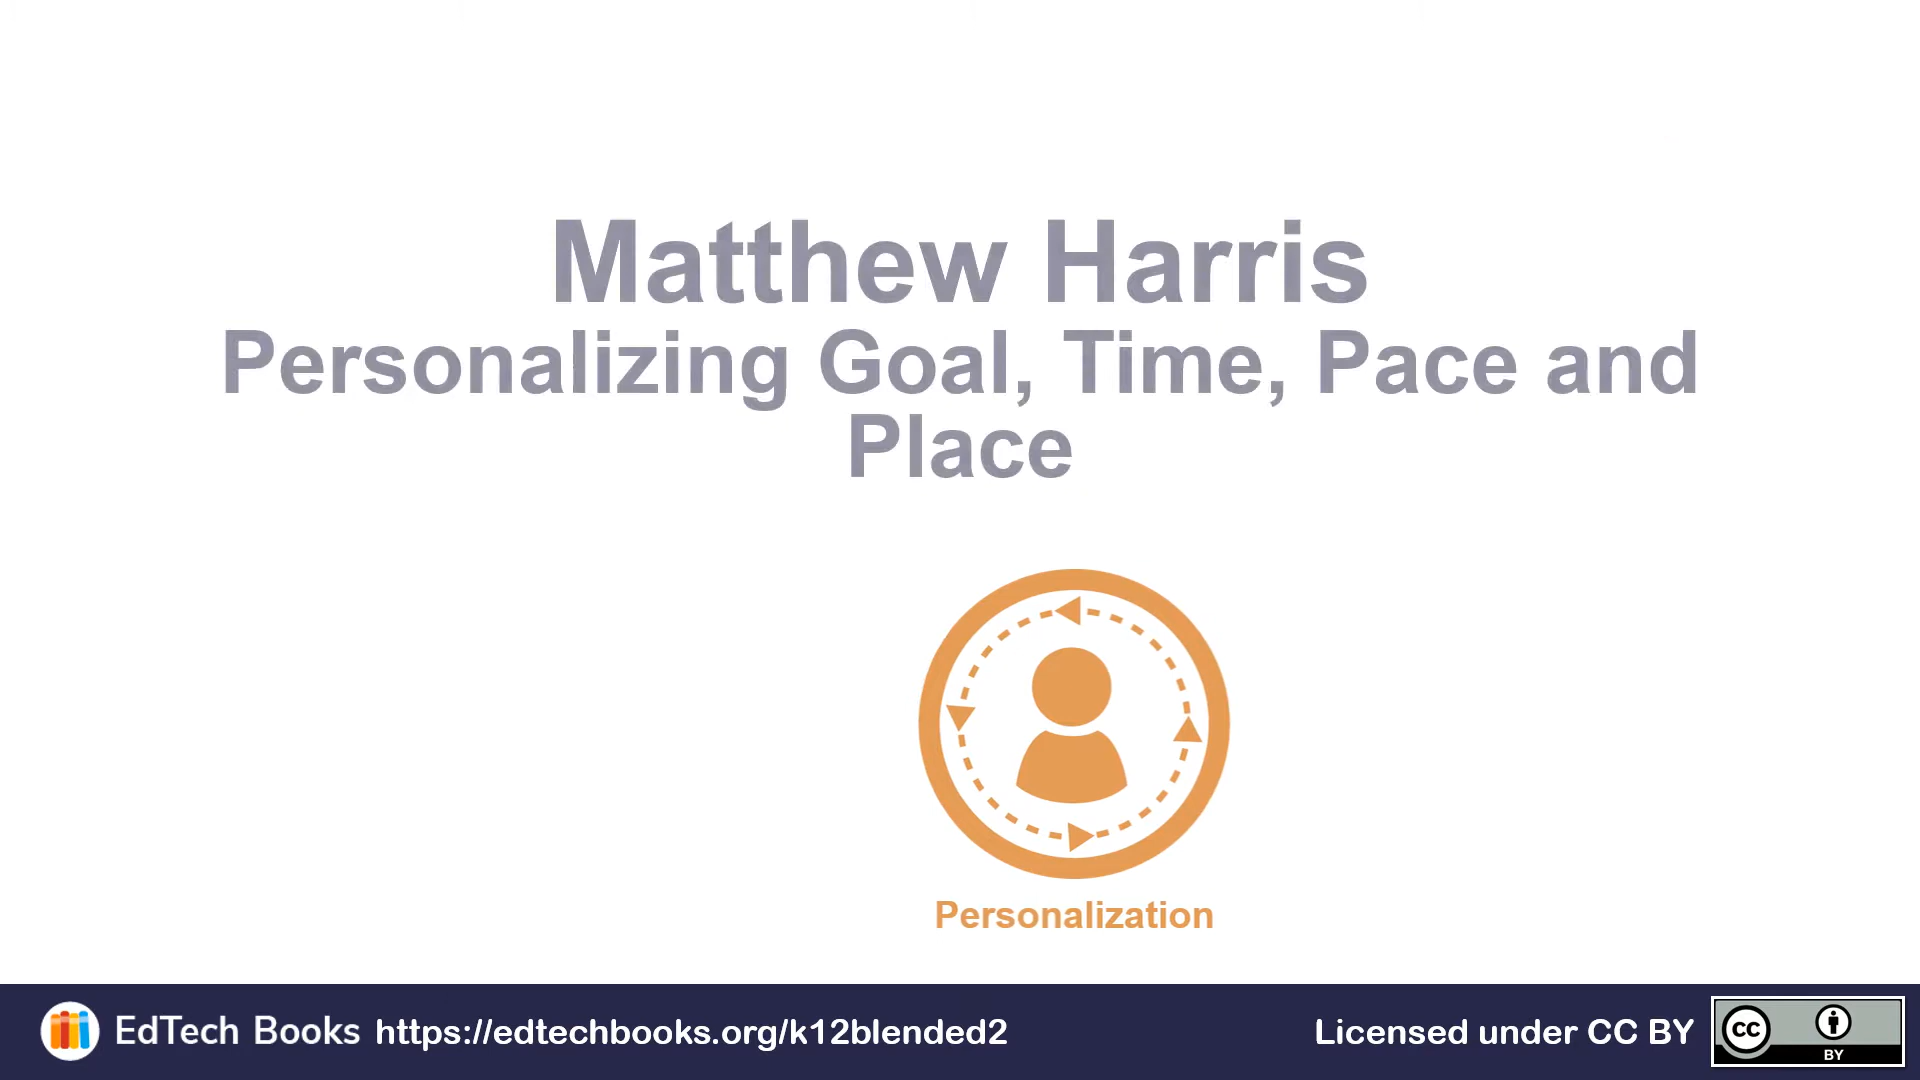 Matthew Harris
Personalizing Goal, Time, Pace and
Place
Personalization
EdTech Books https://edtechbooks.org/k12blended2
Licensed under CC BY
cc
BY